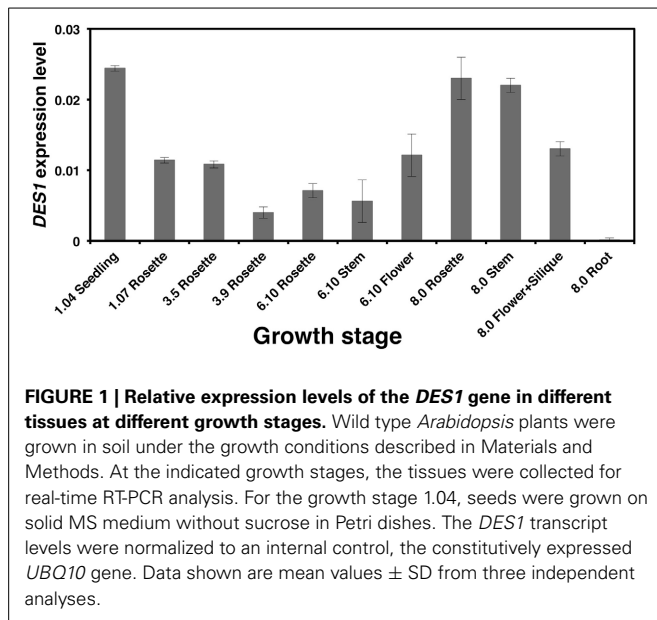 0.03
0.02
0.01
0
DES1 expression level
1.04 Seedling
1.07 Rosette
3.5 Rosette
3.9 Rosette
6.10 Rosette
6.10 Stem
6.10 Flower
8.0 Rosette
8.0 Stem
8.0 Flower+Silique
8.0 Root
Growth stage
FIGURE 1 | Relative expression levels of the DES1 gene in different
tissues at different growth stages. Wild type Arabidopsis plants were
grown in soil under the growth conditions described in Materials and
Methods. At the indicated growth stages, the tissues were collected for
real-time RT-PCR analysis. For the growth stage 1.04, seeds were grown on
solid MS medium without sucrose in Petri dishes. The DES1 transcript
levels were normalized to an internal control, the constitutively expressed
UBQ10 gene. Data shown are mean values ± SD from three independent
analyses.